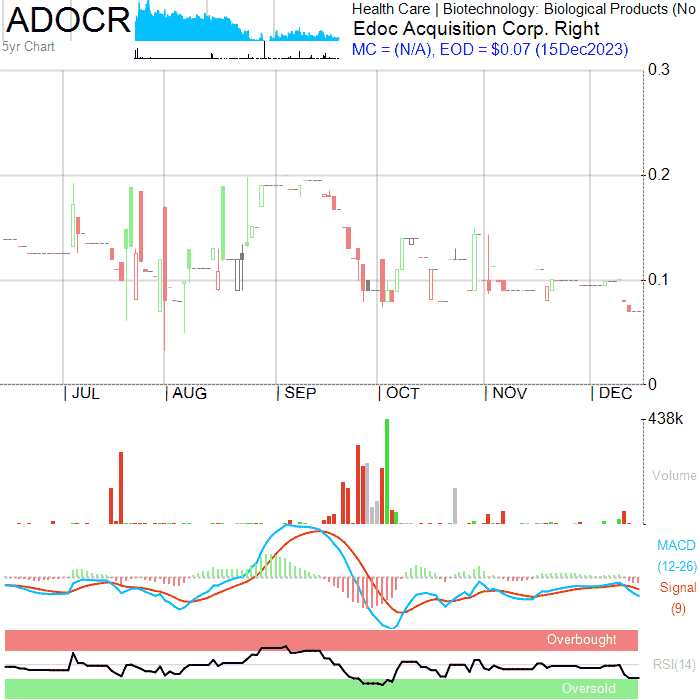 ADOCR
5yr Chart
Health Care | Biotechnology: Biological Products (No
Edoc Acquisition Corp. Right
MC = (N/A), EOD = $0.07 (15Dec2023)
0.3
0.2
0.1
0
JUL AUG SEP OCT NOV DEC
438k
Volume
MACD
(12-26)
Signal
(9)
Overbought
RSI(14)
Oversold